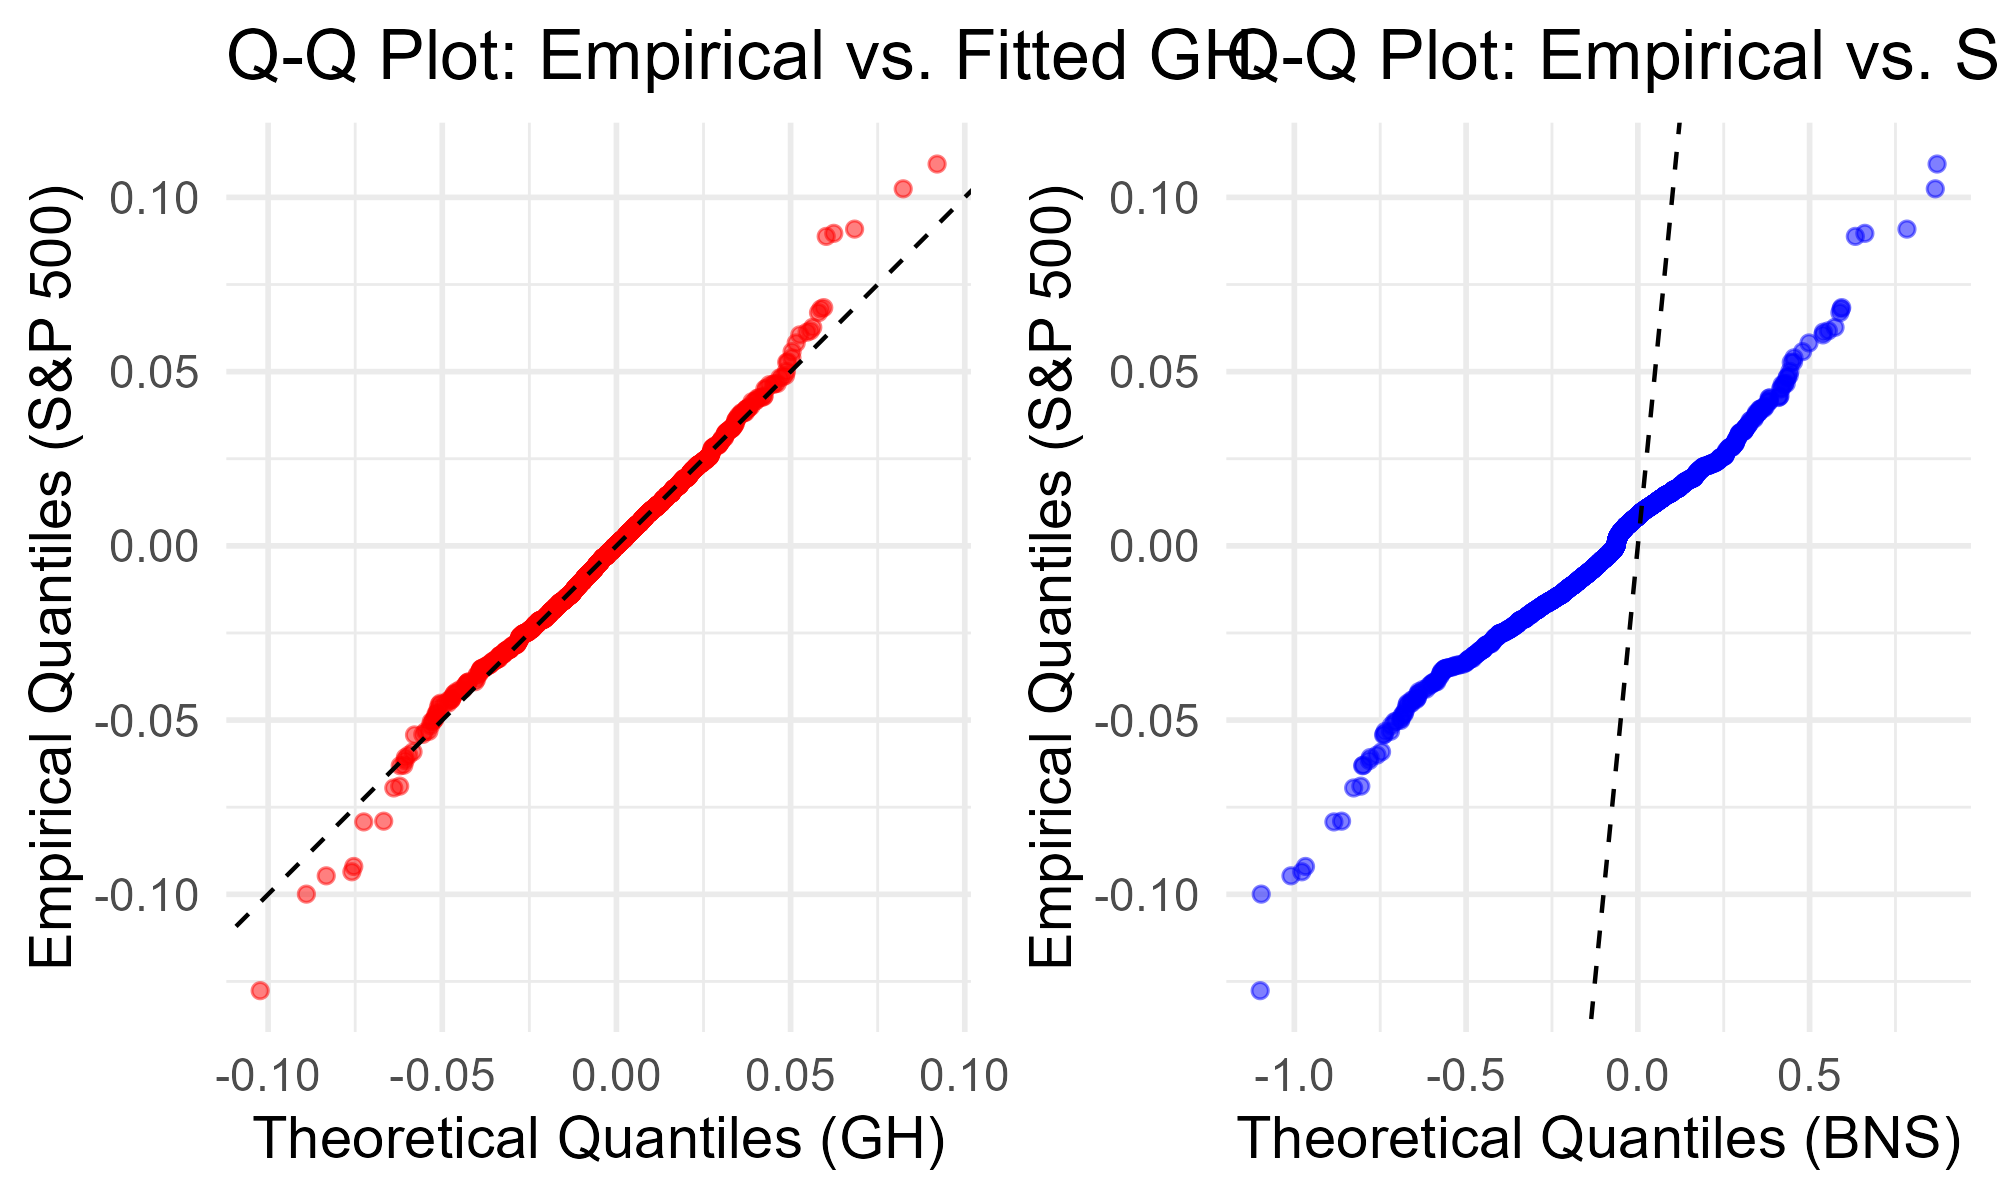 Q-Q Plot: Empirical vs. Fitted GH
Empirical Quantiles (S&P 500)
0.10
0.05
0.00
-0.05
-0.10
-0.10 -0.05 0.00 0.05 0.10
Theoretical Quantiles (GH)
Q-Q Plot: Empirical vs. S
Empirical Quantiles (S&P 500)
0.10
0.05
0.00
-0.05
-0.10
-1.0 -0.5 0.0 0.5
Theoretical Quantiles (BNS)